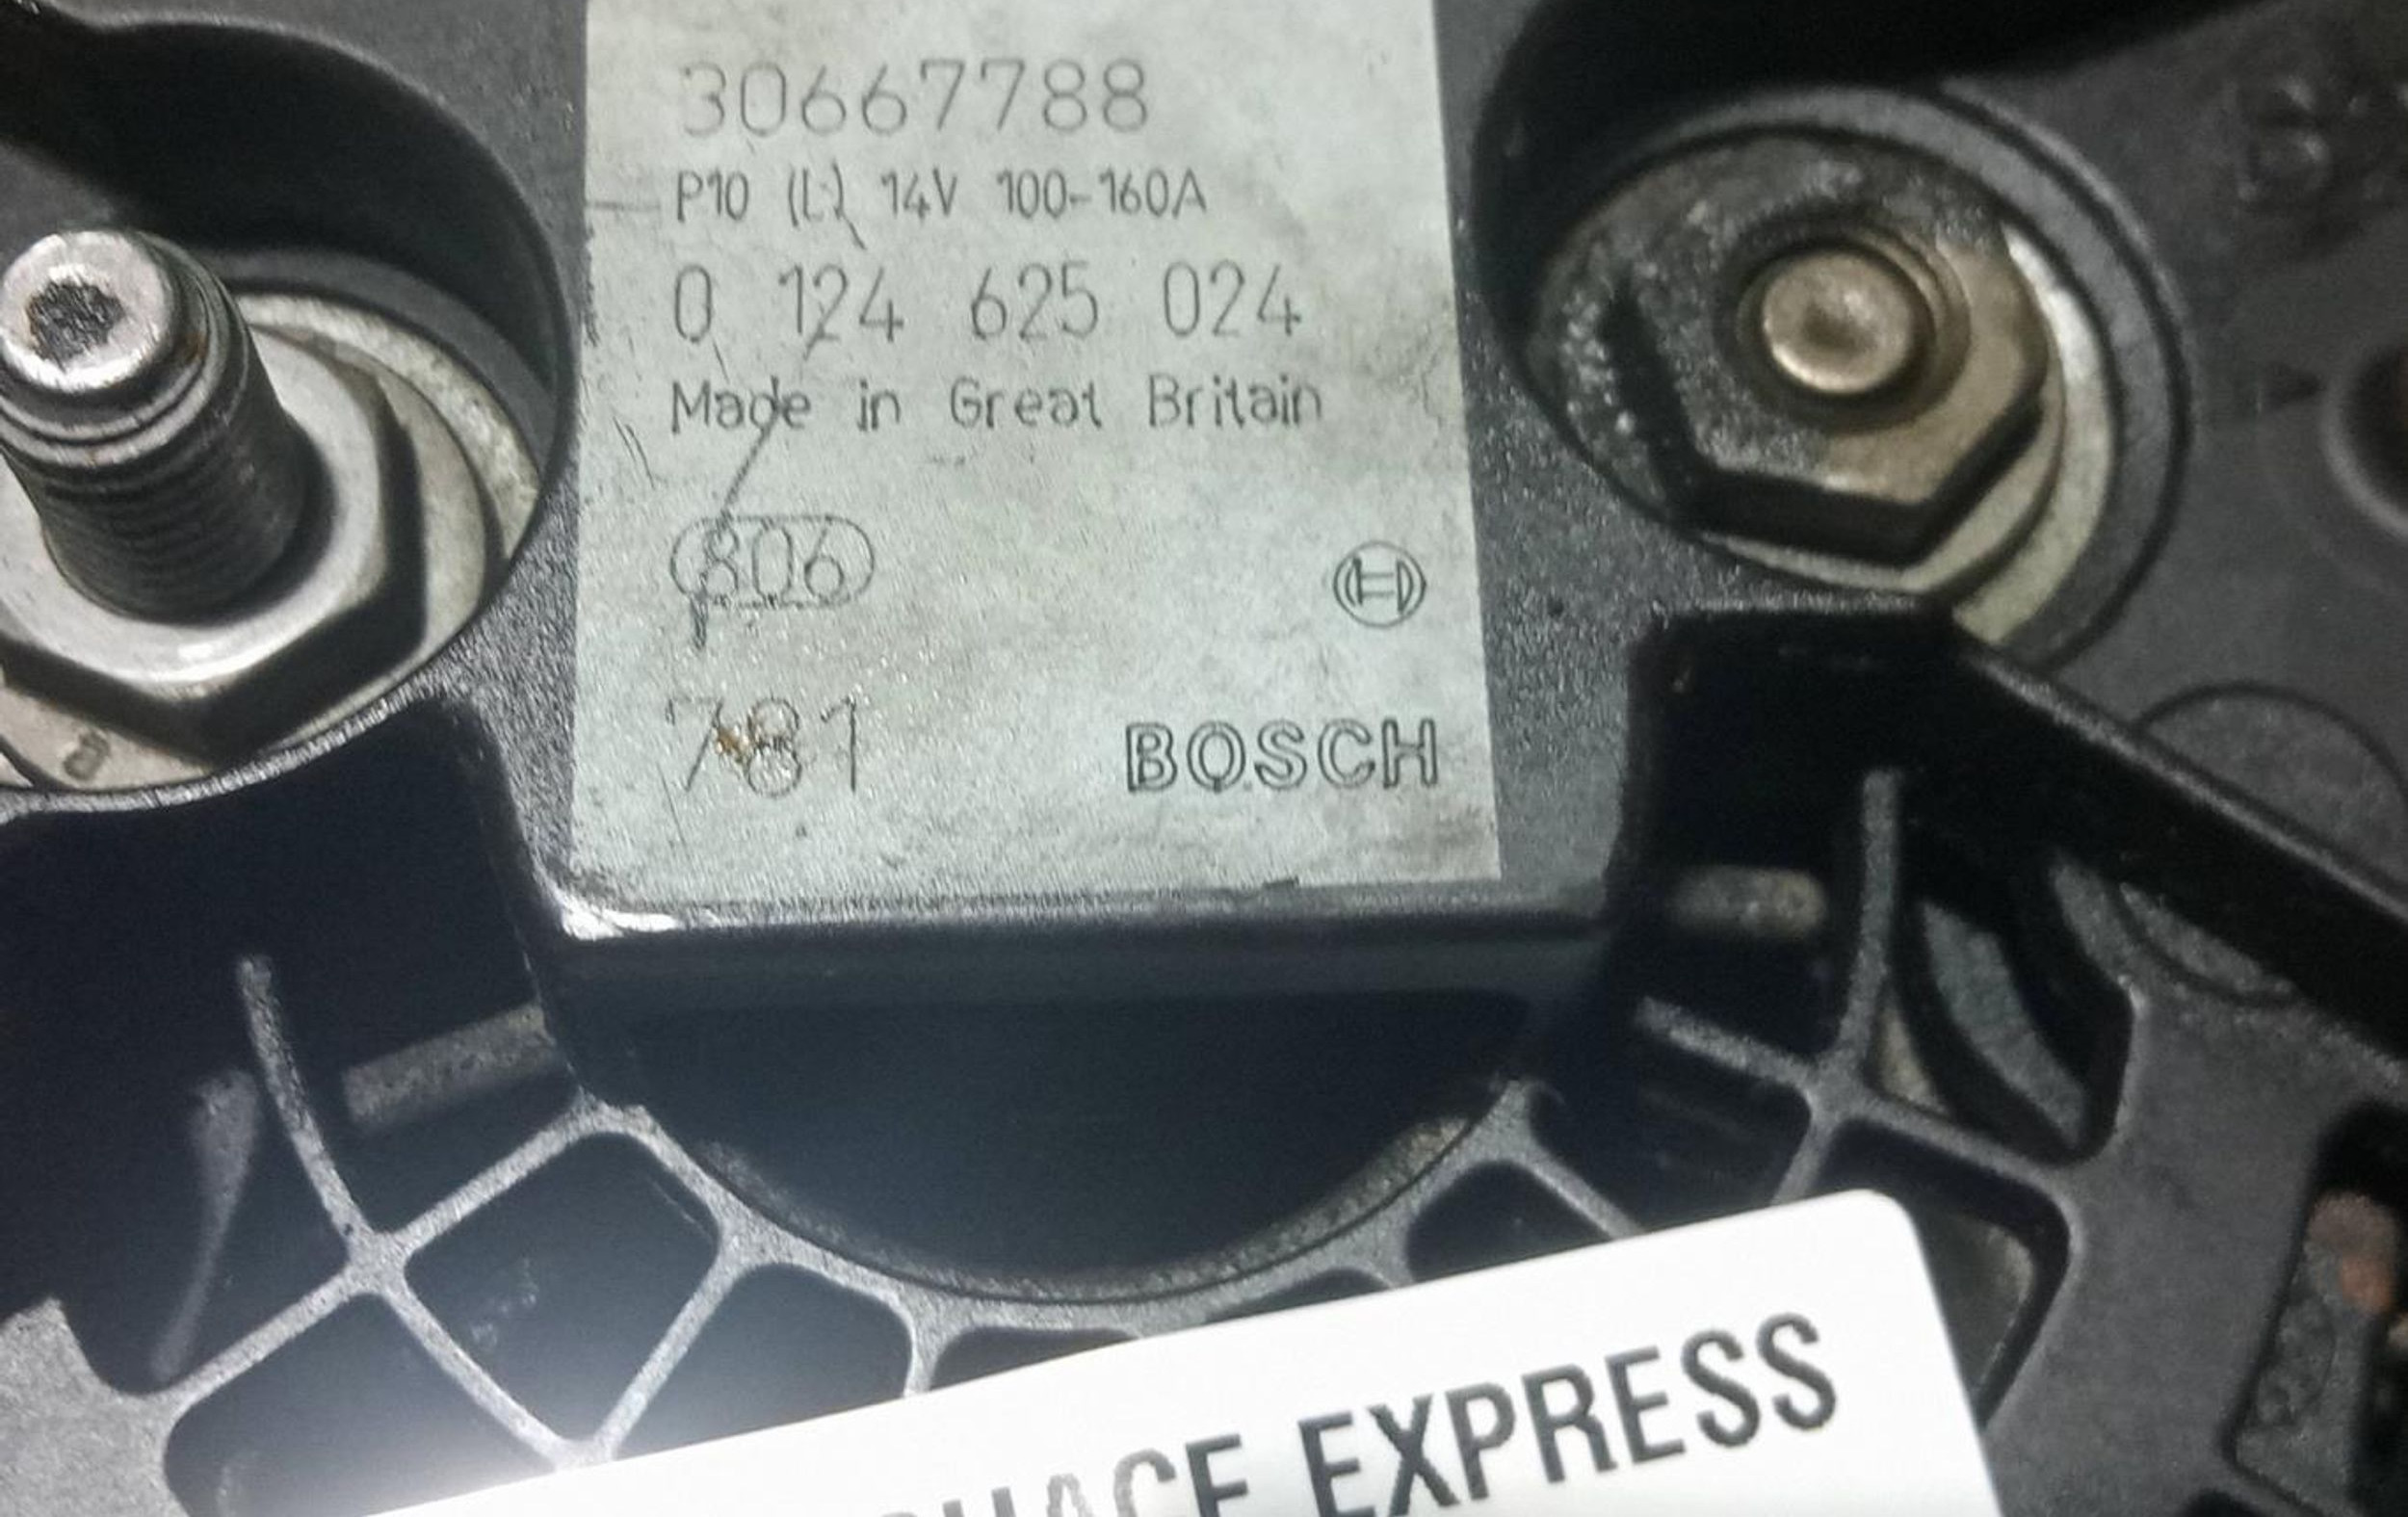 30667788
P10 (L) 14V 100-160A
0 124 625 024
Made in Great Britain
806
781 BOSCH
EXPRESS